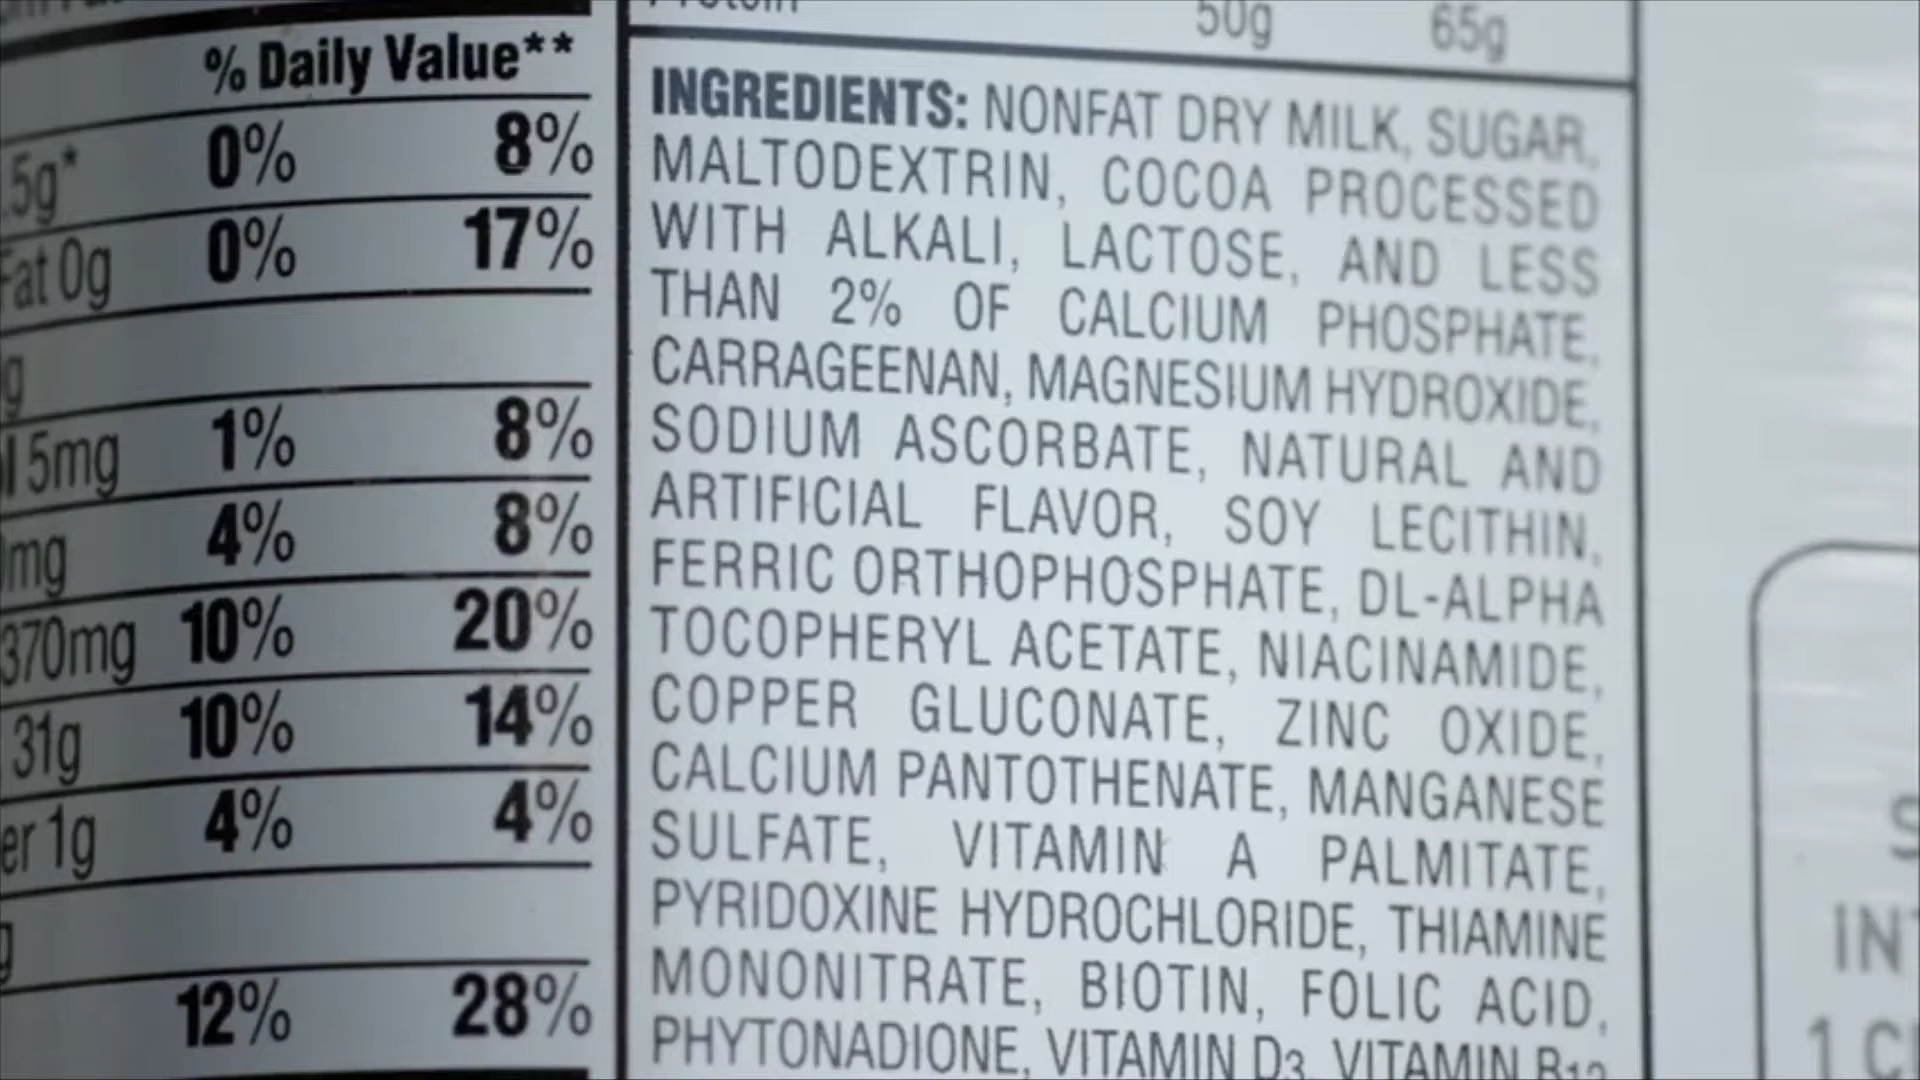 % Daily Value**
.5g* 0% 8%
Fat 0g 0% 17%
g
l 5mg 1% 8%
mg 4% 8%
370mg 10% 20%
31g 10% 14%
er 1g 4% 4%
g
12% 28%
Protein 50g 65g
INGREDIENTS: NONFAT DRY MILK, SUGAR,
MALTODEXTRIN, COCOA PROCESSED
WITH ALKALI, LACTOSE, AND LESS
THAN 2% OF CALCIUM PHOSPHATE,
CARRAGEENAN, MAGNESIUM HYDROXIDE,
SODIUM ASCORBATE, NATURAL AND
ARTIFICIAL FLAVOR, SOY LECITHIN,
FERRIC ORTHOPHOSPHATE, DL-ALPHA
TOCOPHERYL ACETATE, NIACINAMIDE,
COPPER GLUCONATE, ZINC OXIDE,
CALCIUM PANTOTHENATE, MANGANESE
SULFATE, VITAMIN A PALMITATE,
PYRIDOXINE HYDROCHLORIDE, THIAMINE
MONONITRATE, BIOTIN, FOLIC ACID,
PHYTONADIONE, VITAMIN D3, VITAMIN B12
S
IN
1 C